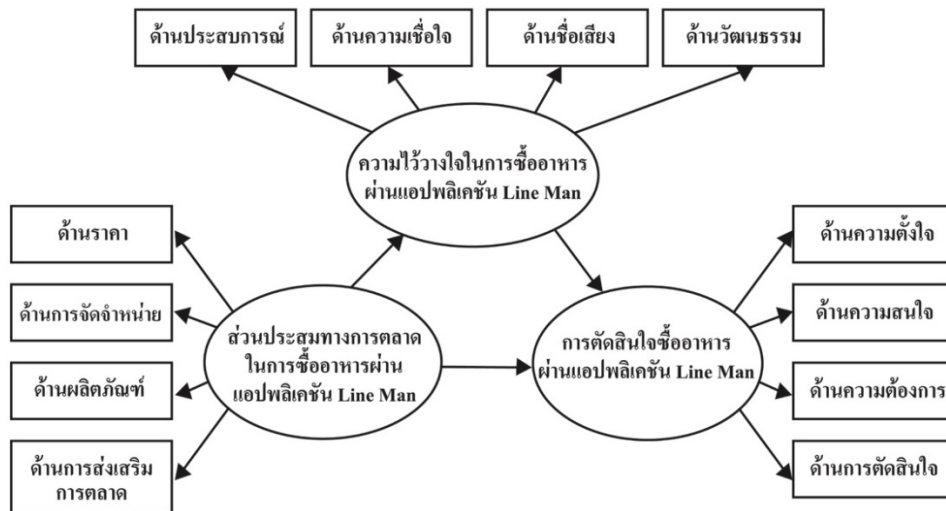 ด้านประสบการณ์
ด้านความเชื่อใจ
ด้านชื่อเสียง
ด้านวัฒนธรรม
ความไว้วางใจในการซื้ออาหาร
ผ่านแอปพลิเคชัน Line Man
ด้านราคา
ด้านการจัดจำหน่าย
ด้านผลิตภัณฑ์
ด้านการส่งเสริม
การตลาด
ส่วนประสมทางการตลาด
ในการซื้ออาหารผ่าน
แอปพลิเคชัน Line Man
การตัดสินใจซื้ออาหาร
ผ่านแอปพลิเคชัน Line Man
ด้านความตั้งใจ
ด้านความสนใจ
ด้านความต้องการ
ด้านการตัดสินใจ